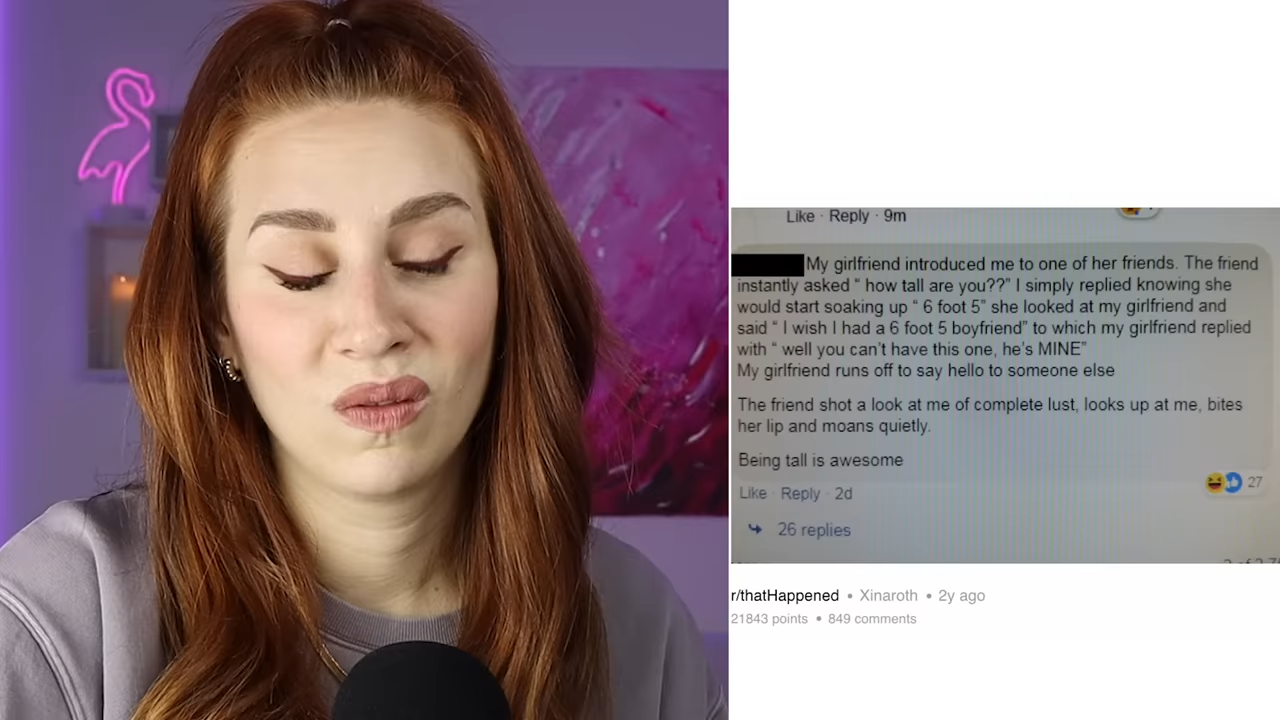 Like · Reply · 9m
My girlfriend introduced me to one of her friends. The friend
instantly asked “ how tall are you??” I simply replied knowing she
would start soaking up “ 6 foot 5” she looked at my girlfriend and
said “ I wish I had a 6 foot 5 boyfriend” to which my girlfriend replied
with “ well you can’t have this one, he’s MINE”
My girlfriend runs off to say hello to someone else
The friend shot a look at me of complete lust, looks up at me, bites
her lip and moans quietly.
Being tall is awesome
Like · Reply · 2d
27
26 replies
r/thatHappened • Xinaroth • 2y ago
21843 points • 849 comments